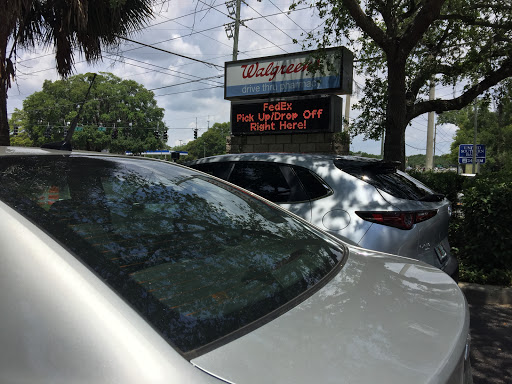 Walgreens
drive thru pharmacy
FedEx
Pick Up/Drop Off
Right Here!